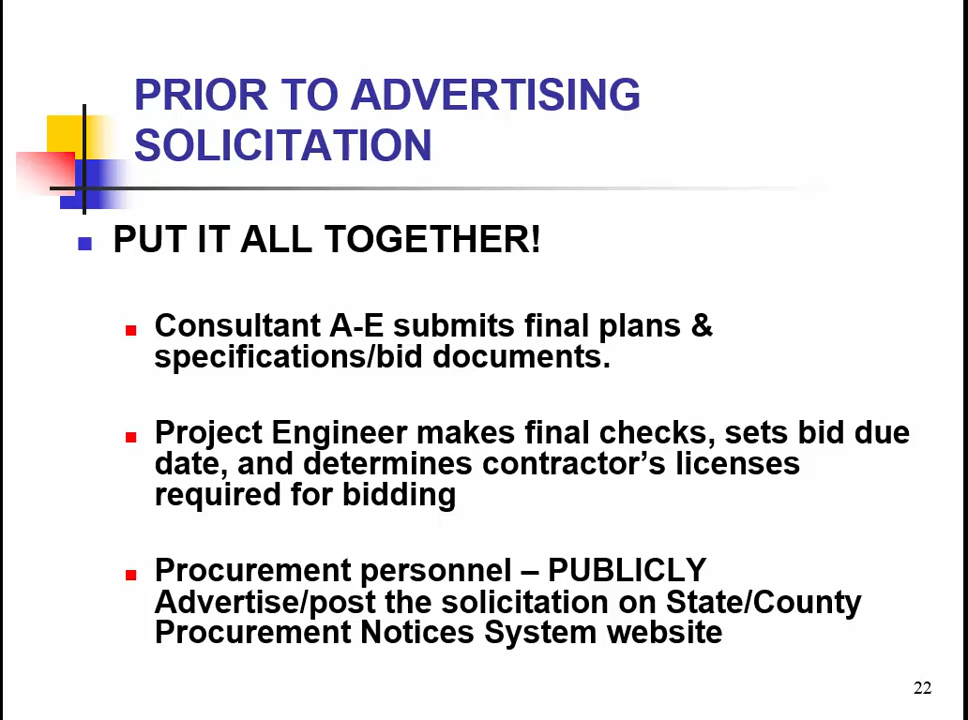 PRIOR TO ADVERTISING
SOLICITATION
PUT IT ALL TOGETHER!
Consultant A-E submits final plans &
specifications/bid documents.
Project Engineer makes final checks, sets bid due
date, and determines contractor’s licenses
required for bidding
Procurement personnel – PUBLICLY
Advertise/post the solicitation on State/County
Procurement Notices System website
22